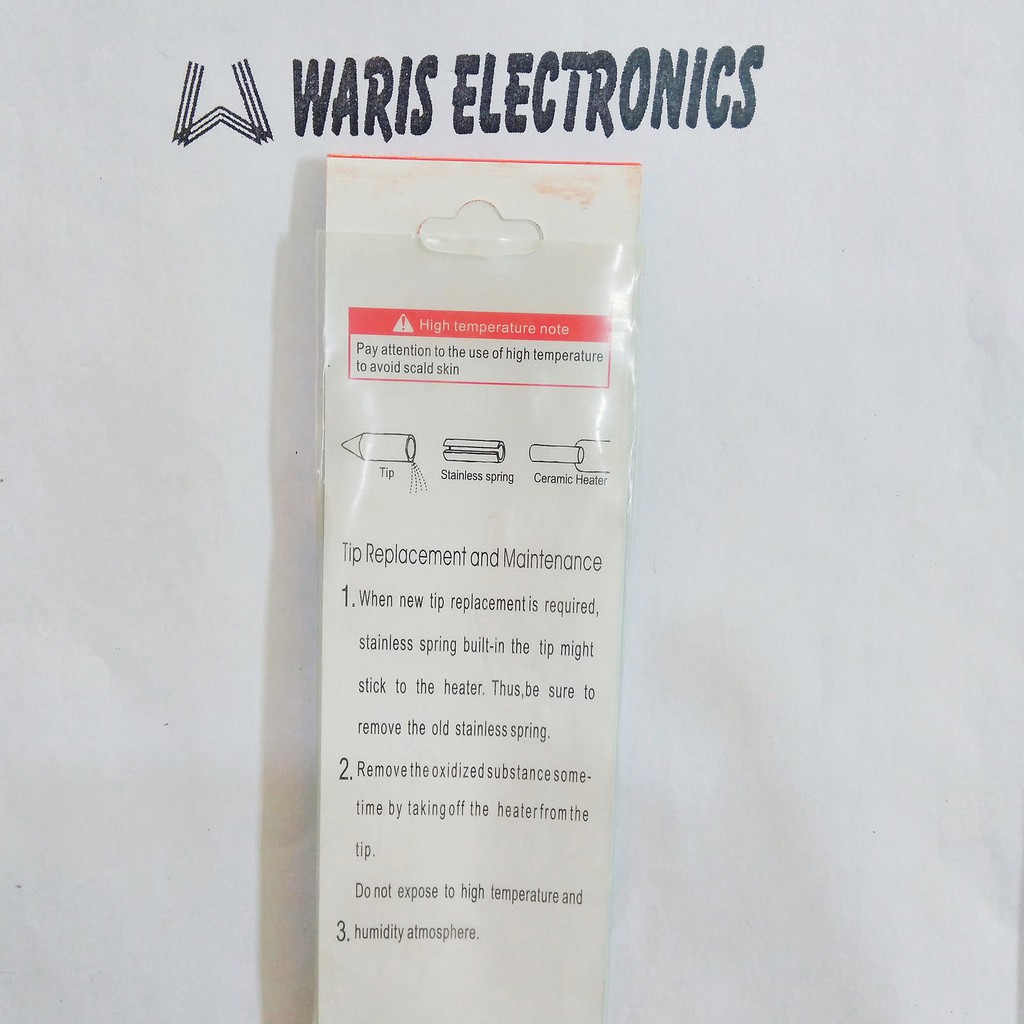 W WARIS ELECTRONICS
High temperature note
Pay attention to the use of high temperature
to avoid scald skin
Tip
Stainless spring
Ceramic Heater
Tip Replacement and Maintenance
1. When new tip replacement is required,
stainless spring built-in the tip might
stick to the heater. Thus,be sure to
remove the old stainless spring.
2. Remove the oxidized substance some-
time by taking off the heater from the
tip.
Do not expose to high temperature and
3. humidity atmosphere.